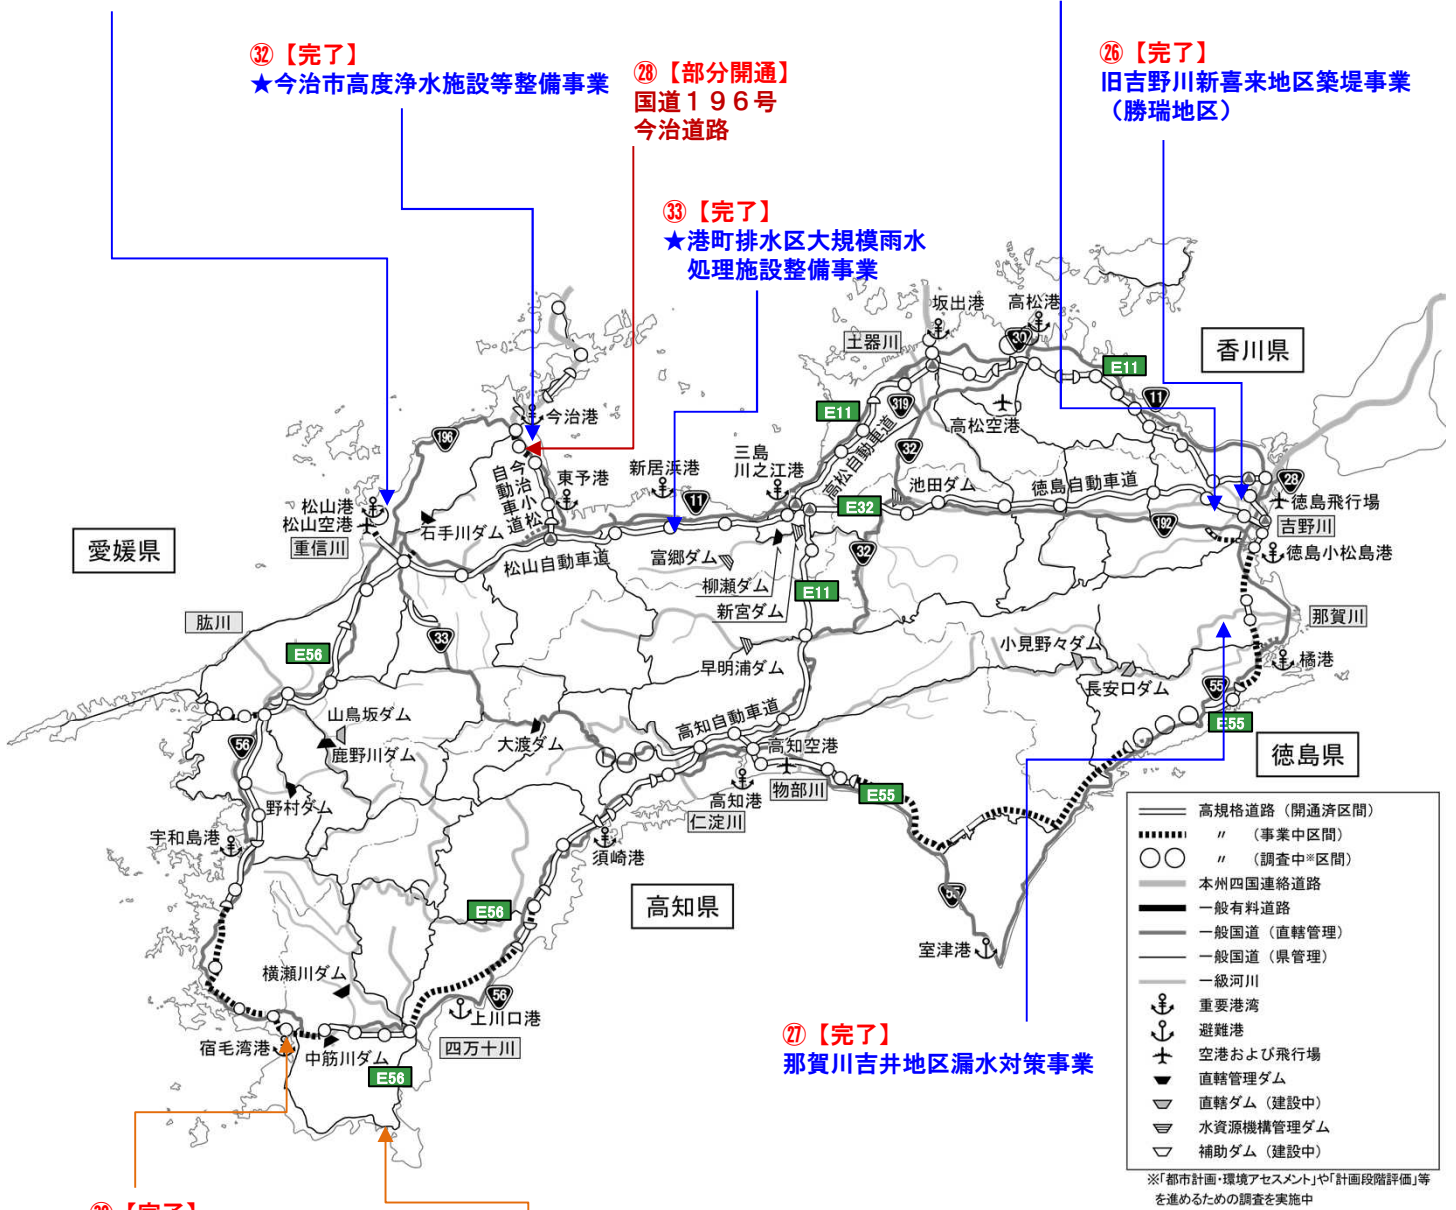 ㉜【完了】
★今治市高度浄水施設等整備事業
㉘【部分開通】
国道１９６号
今治道路
㉖【完了】
旧吉野川新喜来地区築堤事業
（勝瑞地区）
㉝【完了】
★港町排水区大規模雨水
処理施設整備事業
坂出港
高松港
土器川
30
香川県
E11
319
E11
11
高松空港
高松自動車道
32
今治港
196
今治小松
自動車道
東予港
新居浜港
11
三島
川之江港
池田ダム
徳島自動車道
E32
28
徳島飛行場
吉野川
192
徳島小松島港
松山港
松山空港
重信川
石手川ダム
愛媛県
松山自動車道
富郷ダム
柳瀬ダム
新宮ダム
32
E11
肱川
33
E56
早明浦ダム
小見野々ダム
那賀川
橘港
長安口ダム
55
E55
徳島県
山鳥坂ダム
鹿野川ダム
56
大渡ダム
高知自動車道
高知空港
高知港
物部川
E55
仁淀川
野村ダム
宇和島港
須崎港
高知県
E56
55
室津港
横瀬川ダム
56
上川口港
宿毛湾港
中筋川ダム
四万十川
E56
㉗【完了】
那賀川吉井地区漏水対策事業
高規格道路（開通済区間）
〃 （事業中区間）
〃 （調査中※区間）
本州四国連絡道路
一般有料道路
一般国道（直轄管理）
一般国道（県管理）
一級河川
重要港湾
避難港
空港および飛行場
直轄管理ダム
直轄ダム（建設中）
水資源機構管理ダム
補助ダム（建設中）
※「都市計画・環境アセスメント」や「計画段階評価」等
を進めるための調査を実施中
【完了】